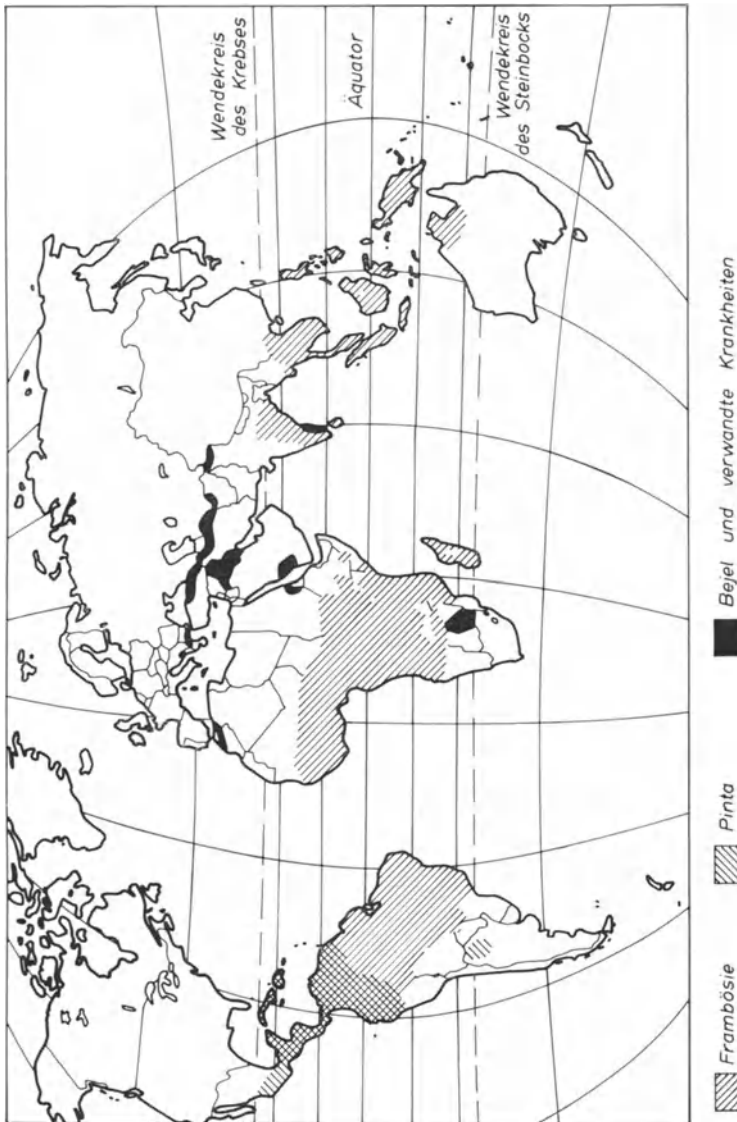 Wendekreis
des Krebses
Äquator
Wendekreis
des Steinbocks
Frambösie
Pinta
Bejel und verwandte Krankheiten